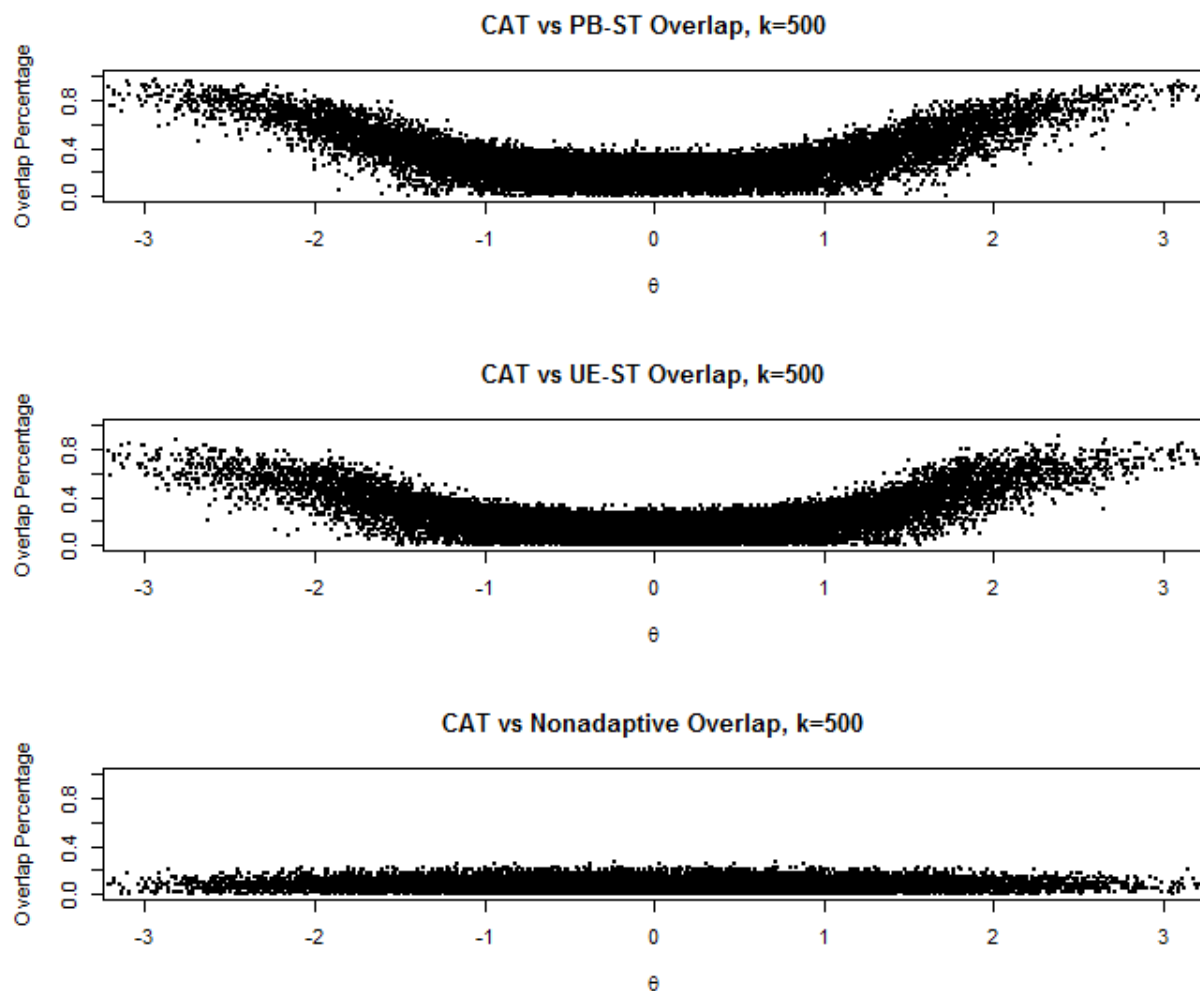 CAT vs PB-ST Overlap, k=500
Overlap Percentage
0.8
0.4
0.0
-3 -2 -1 0 1 2 3
θ
CAT vs UE-ST Overlap, k=500
Overlap Percentage
0.8
0.4
0.0
-3 -2 -1 0 1 2 3
θ
CAT vs Nonadaptive Overlap, k=500
Overlap Percentage
0.8
0.4
0.0
-3 -2 -1 0 1 2 3
θ